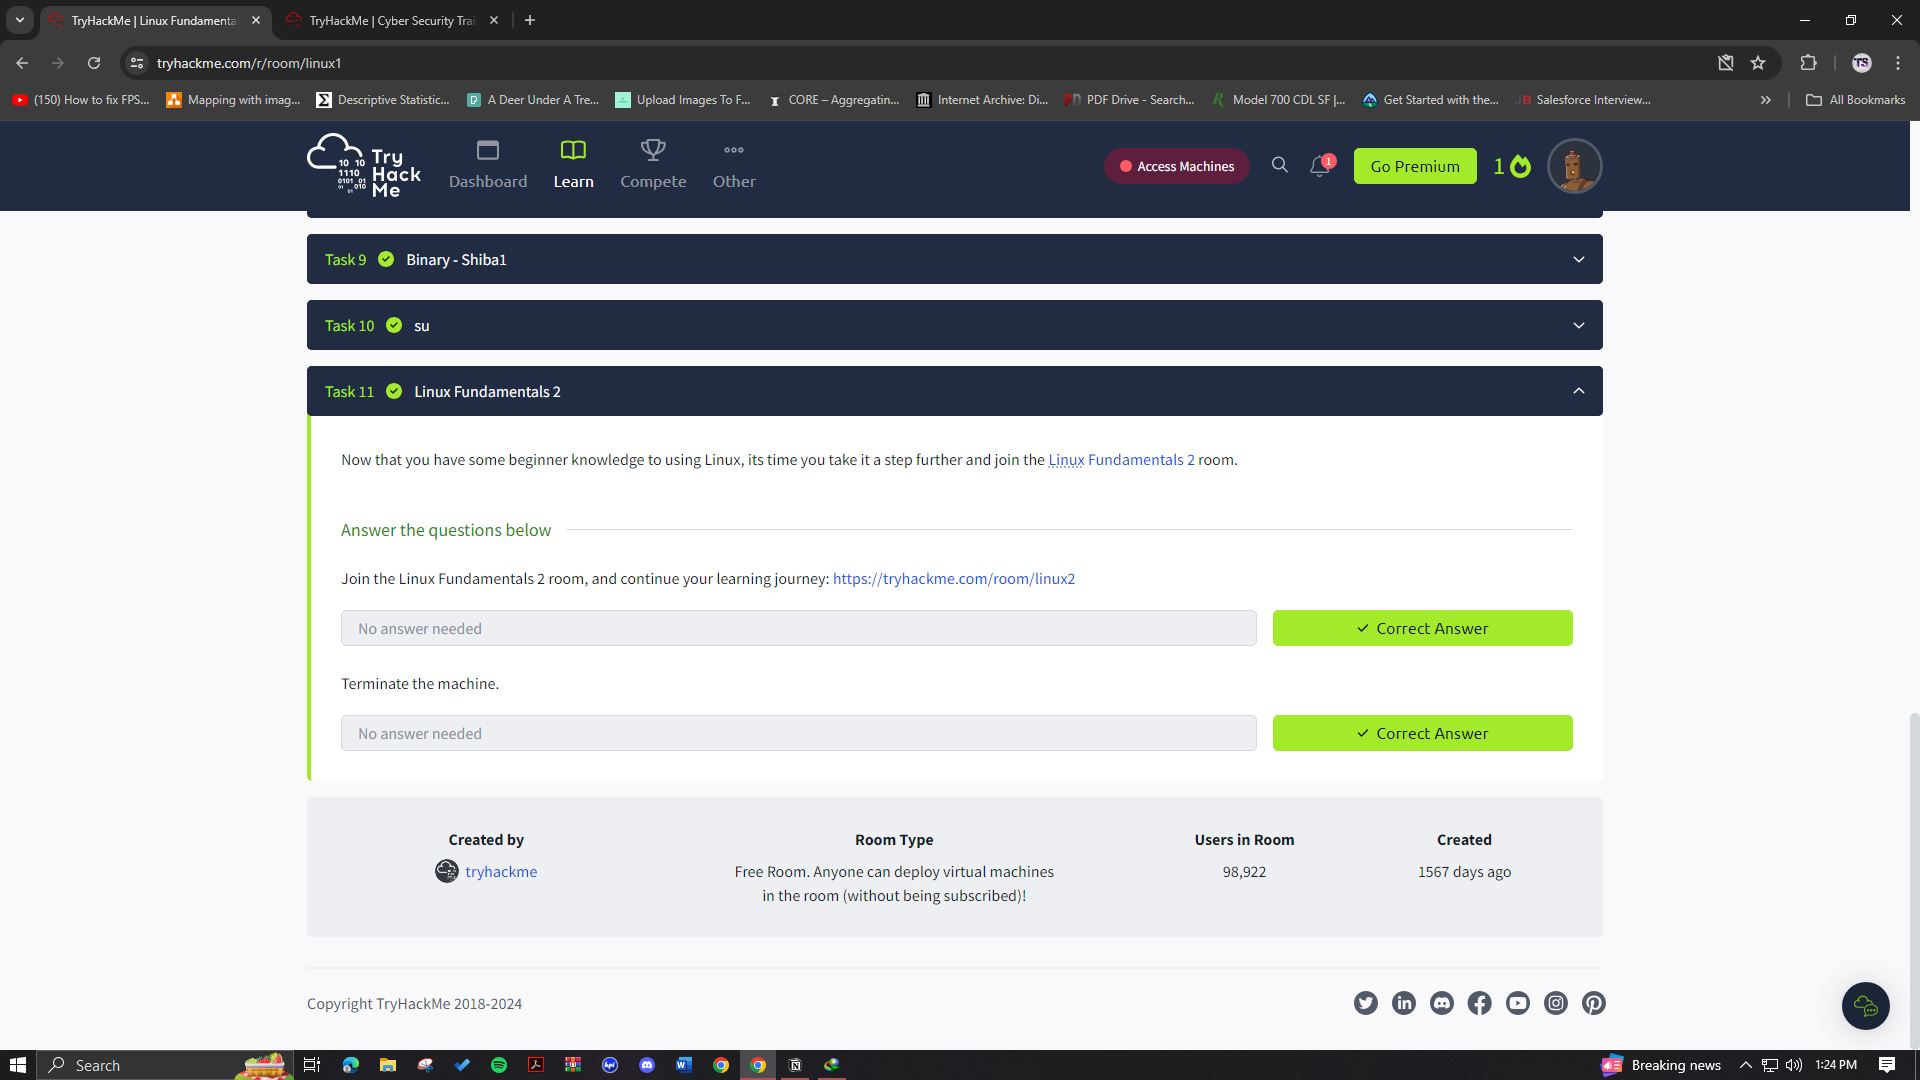 TryHackMe | Linux Fundamenta
TryHackMe | Cyber Security Trai
tryhackme.com/r/room/linux1
(150) How to fix FPS...
Mapping with imag...
Descriptive Statistic...
A Deer Under A Tre...
Upload Images To F...
CORE – Aggregatin...
Internet Archive: Di...
PDF Drive - Search...
Model 700 CDL SF |...
Get Started with the...
Salesforce Interview...
All Bookmarks
Try
Hack
Me
Dashboard
Learn
Compete
Other
Access Machines
1
Go Premium
1
TS
Task 9 Binary - Shiba1
Task 10 su
Task 11 Linux Fundamentals 2
Now that you have some beginner knowledge to using Linux, its time you take it a step further and join the Linux Fundamentals 2 room.
Answer the questions below
Join the Linux Fundamentals 2 room, and continue your learning journey: https://tryhackme.com/room/linux2
No answer needed
Correct Answer
Terminate the machine.
No answer needed
Correct Answer
Created by
tryhackme
Room Type
Free Room. Anyone can deploy virtual machines
in the room (without being subscribed)!
Users in Room
98,922
Created
1567 days ago
Copyright TryHackMe 2018-2024
Search
Breaking news
1:24 PM